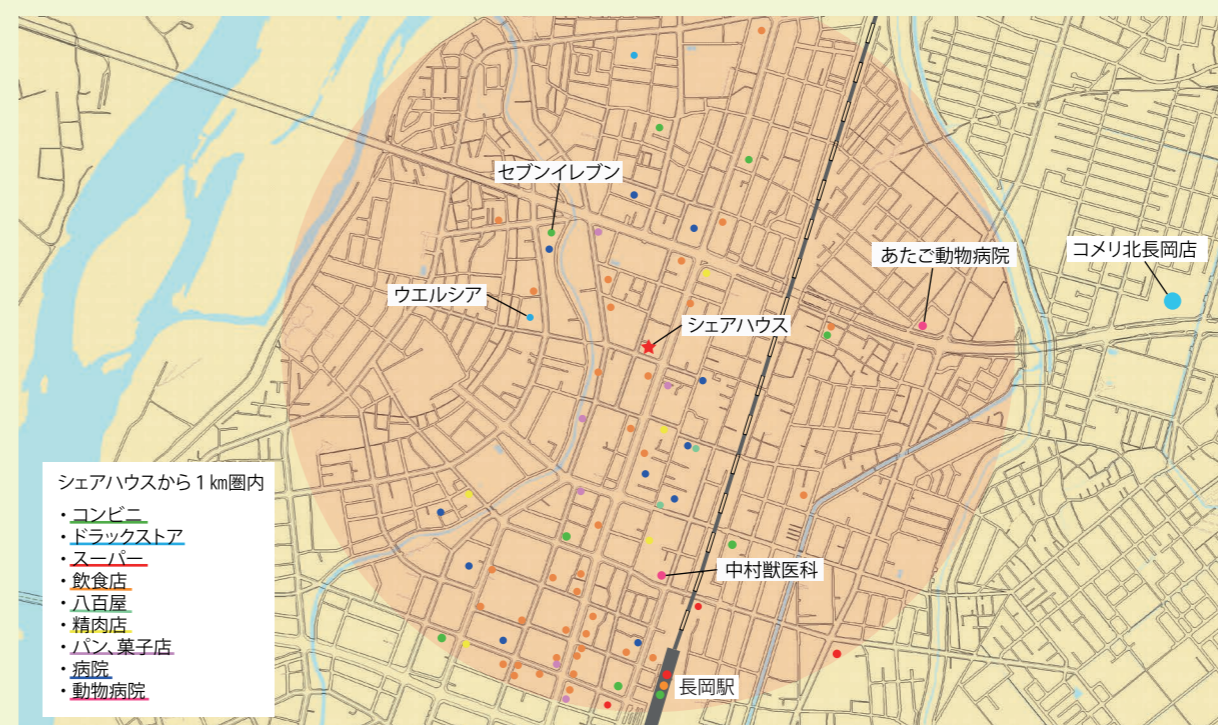 セブンイレブン
あたご動物病院
コメリ北長岡店
ウエルシア
シェアハウス
中村獣医科
長岡駅
シェアハウスから1km圏内
・コンビニ
・ドラックストア
・スーパー
・飲食店
・八百屋
・精肉店
・パン、菓子店
・病院
・動物病院